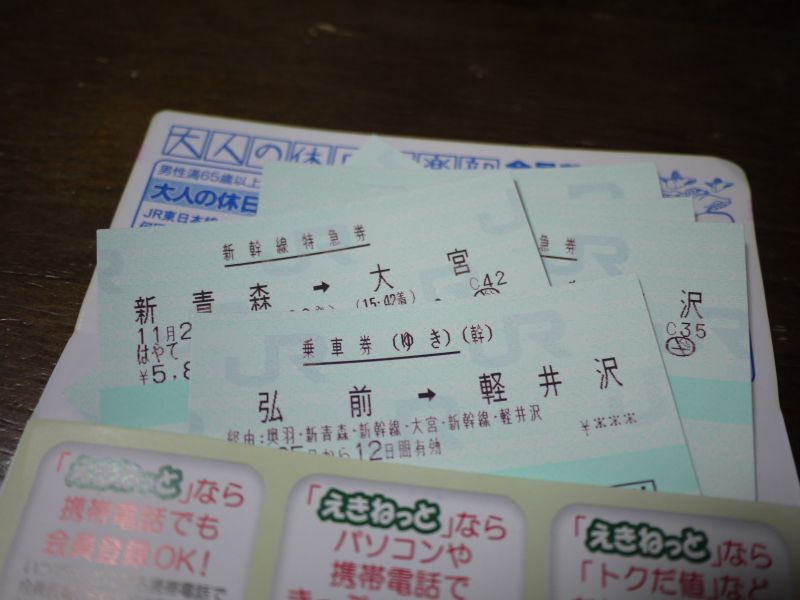 大人の休
男性満65歳以上
大人の休日
JR東日本線
急券
沢
C35
新幹線特急券
新青森 → 大宮
(15:42着)
C42
11月2
はやて
¥5,8
乗車券(ゆき)(幹)
弘前 → 軽井沢
経由:奥羽・新青森・新幹線・大宮・新幹線・軽井沢
¥***
から12日間有効
「えきねっと」なら
携帯電話でも
会員登録OK!
「えきねっと」なら
パソコンや
携帯電話で
「えきねっと」なら
「トクだ値」など